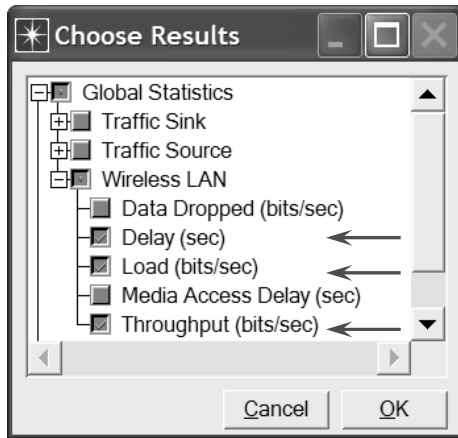 Choose Results
Global Statistics
Traffic Sink
Traffic Source
Wireless LAN
Data Dropped (bits/sec)
Delay (sec)
Load (bits/sec)
Media Access Delay (sec)
Throughput (bits/sec)
Cancel OK